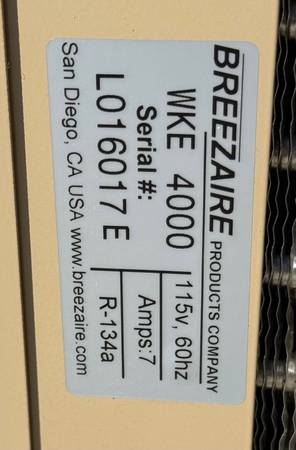 BREEZAIRE PRODUCTS COMPANY
WKE 4000 115v, 60hz
Serial #: Amps:7
L016017 E R-134a
San Diego, CA USA www.breezaire.com